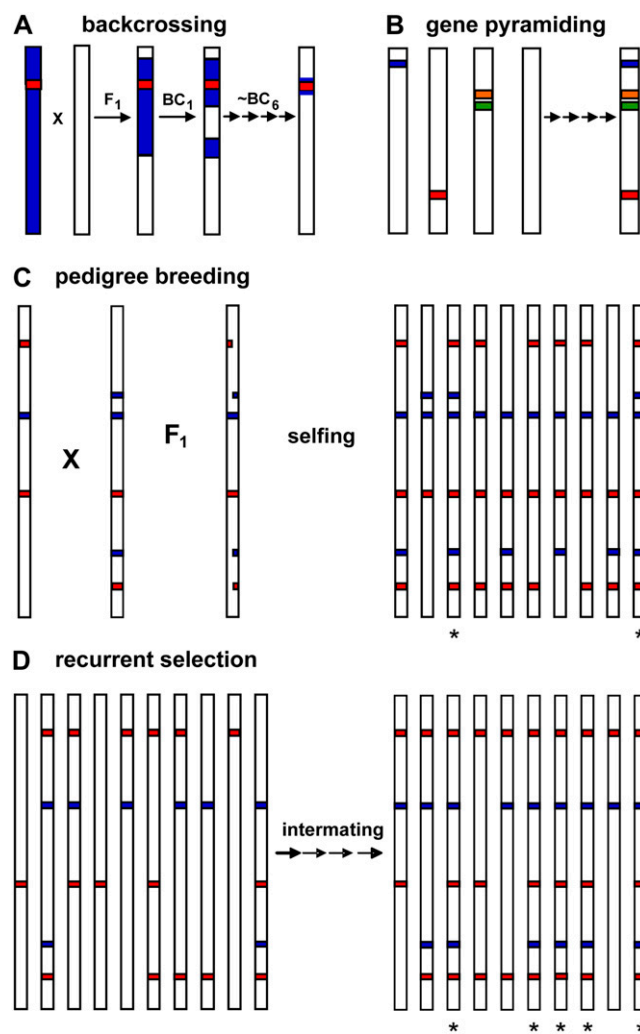 A backcrossing
B gene pyramiding
X F1 BC1 ~BC6
C pedigree breeding
X F1 selfing
* *
D recurrent selection
intermating
* * * * *